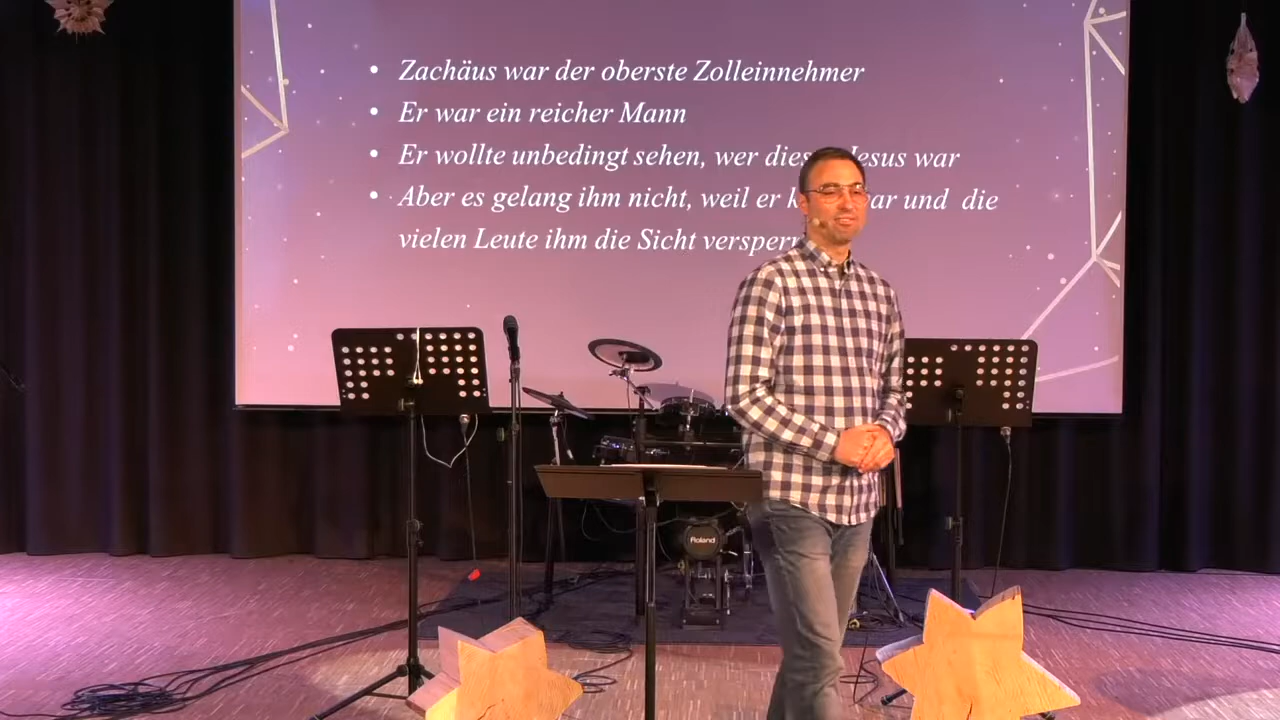 • Zachäus war der oberste Zolleinnehmer
• Er war ein reicher Mann
• Er wollte unbedingt sehen, wer Jesus war
• Aber es gelang ihm nicht, weil er und die
vielen Leute ihm die Sicht
Roland